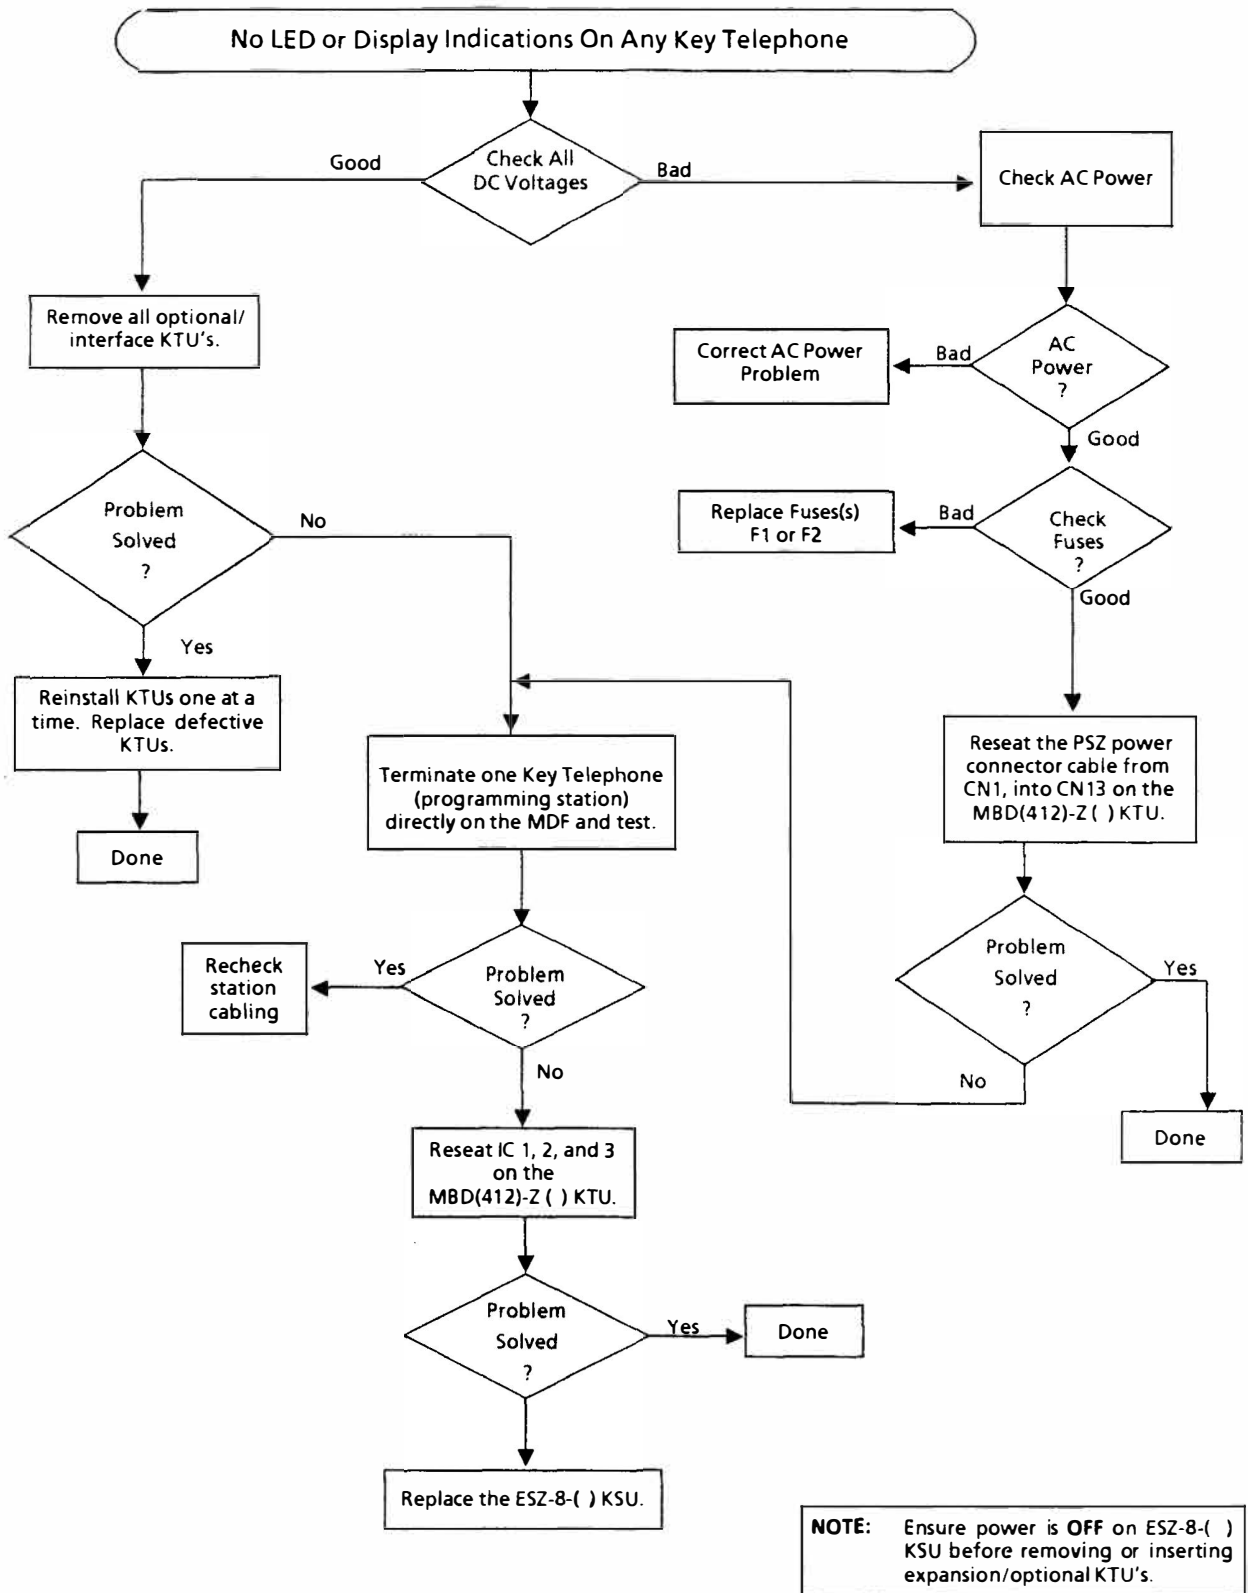 No LED or Display Indications On Any Key Telephone
Check All
DC Voltages
Good
Bad
Check AC Power
Remove all optional/
interface KTU's.
AC
Power
?
Bad
Correct AC Power
Problem
Good
Problem
Solved
?
No
Check
Fuses
?
Bad
Replace Fuses(s)
F1 or F2
Good
Yes
Reinstall KTUs one at a
time. Replace defective
KTUs.
Done
Terminate one Key Telephone
(programming station)
directly on the MDF and test.
Reseat the PSZ power
connector cable from
CN1, into CN13 on the
MBD(412)-Z ( ) KTU.
Problem
Solved
?
Yes
Recheck
station
cabling
Problem
Solved
?
Yes
No
No
Done
Reseat IC 1, 2, and 3
on the
MBD(412)-Z ( ) KTU.
Problem
Solved
?
Yes
Done
Replace the ESZ-8-( ) KSU.
NOTE: Ensure power is OFF on ESZ-8-( )
KSU before removing or inserting
expansion/optional KTU's.